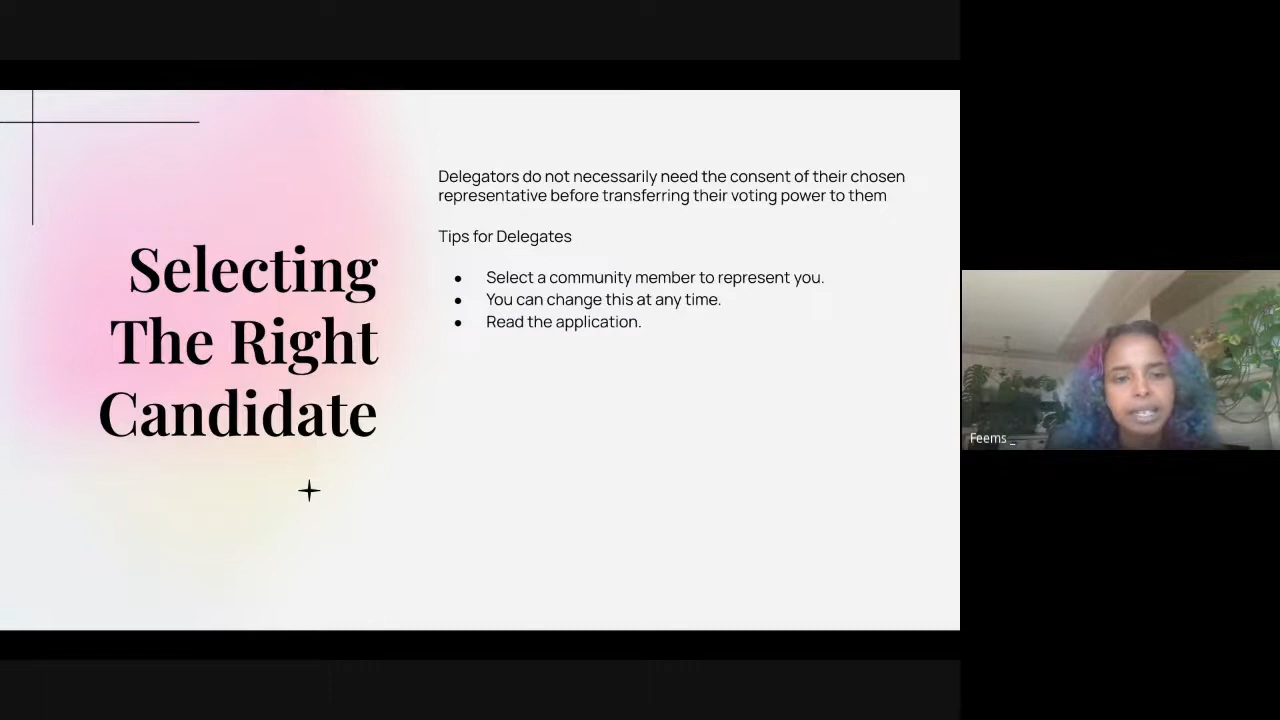 Selecting
The Right
Candidate
Delegators do not necessarily need the consent of their chosen
representative before transferring their voting power to them
Tips for Delegates
● Select a community member to represent you.
● You can change this at any time.
● Read the application.
Feems _